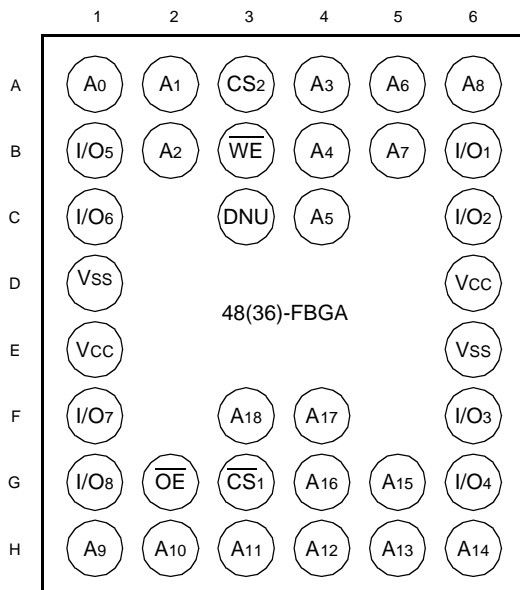 1 2 3 4 5 6
A A0 A1 CS2 A3 A6 A8
B I/O5 A2 WE A4 A7 I/O1
C I/O6 DNU A5 I/O2
D VSS VCC
48(36)-FBGA
E VCC VSS
F I/O7 A18 A17 I/O3
G I/O8 OE CS1 A16 A15 I/O4
H A9 A10 A11 A12 A13 A14